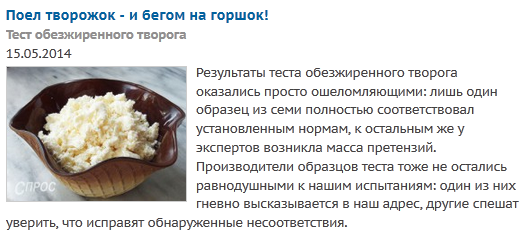 Поел творожок - и бегом на горшок!
Тест обезжиренного творога
15.05.2014
Результаты теста обезжиренного творога
оказались просто ошеломляющими: лишь один
образец из семи полностью соответствовал
установленным нормам, к остальным же у
экспертов возникла масса претензий.
Производители образцов теста тоже не остались
равнодушными к нашим испытаниям: один из них
гневно высказывается в наш адрес, другие спешат
уверить, что исправят обнаруженные несоответствия.
СПРОС